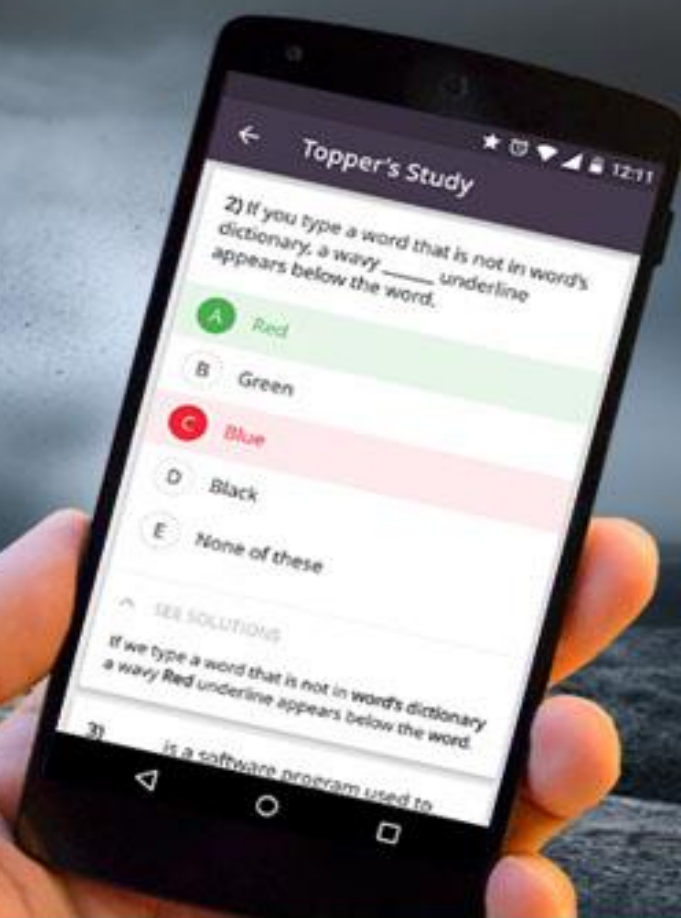 12:11
Topper's Study
2) If you type a word that is not in word's
dictionary, a wavy _____ underline
appears below the word.
A Red
B Green
C Blue
D Black
E None of these
SEE SOLUTIONS
If we type a word that is not in word's dictionary
a wavy Red underline appears below the word.
3) _____ is a software program used to